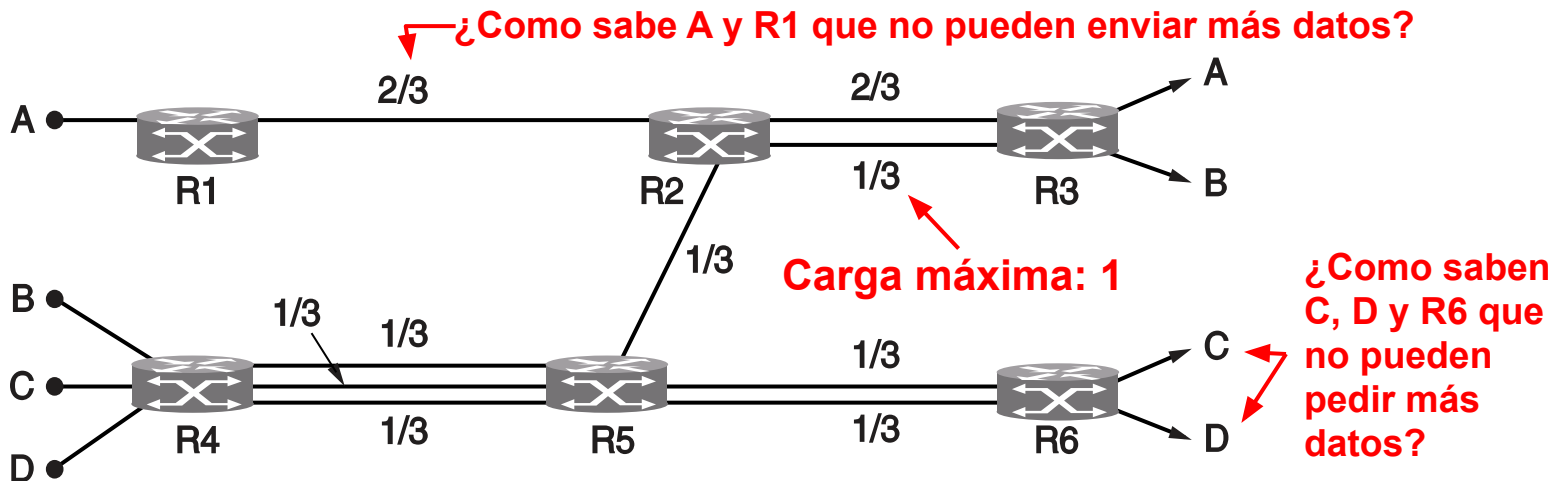 ¿Como sabe A y R1 que no pueden enviar más datos?
A
2/3
2/3
A
R1
R2
1/3
R3
B
1/3
Carga máxima: 1
¿Como saben
C, D y R6 que
no pueden
pedir más
datos?
B
1/3
1/3
1/3
C
C
1/3
1/3
D
R4
R5
R6
D